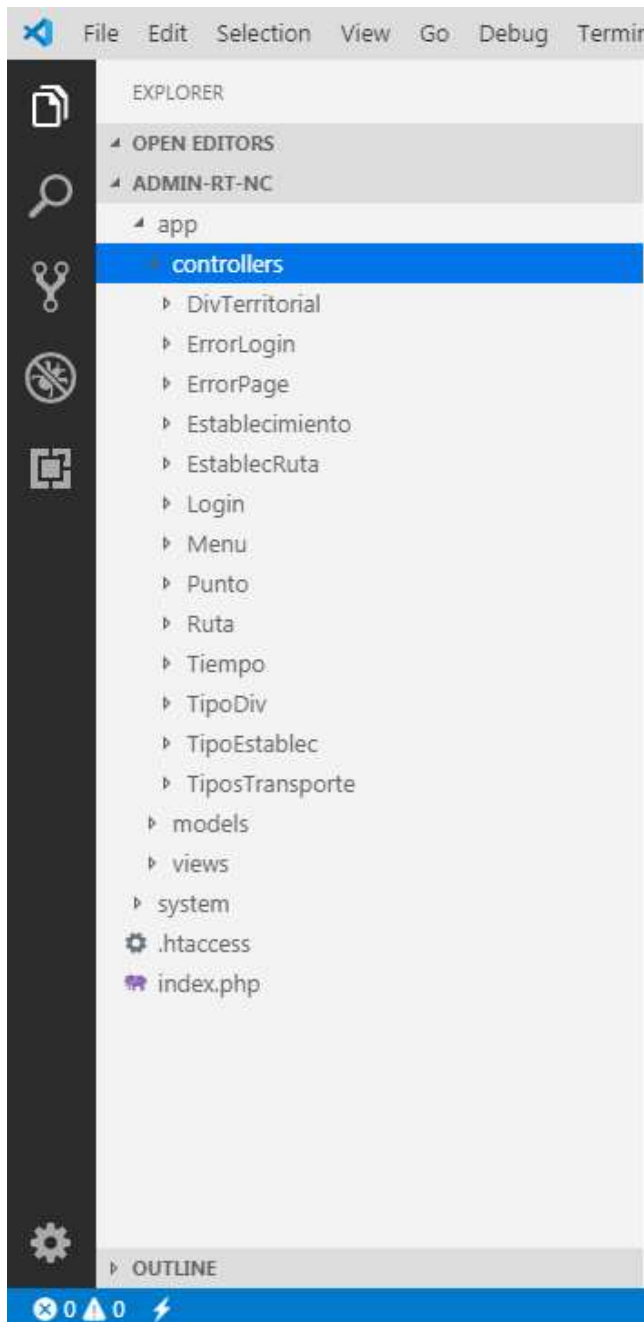 File Edit Selection View Go Debug Termin
EXPLORER
OPEN EDITORS
ADMIN-RT-NC
app
controllers
DivTerritorial
ErrorLogin
ErrorPage
Establecimiento
EstablecRuta
Login
Menu
Punto
Ruta
Tiempo
TipoDiv
TipoEstablec
TiposTransporte
models
views
system
.htaccess
index.php
OUTLINE
0 0